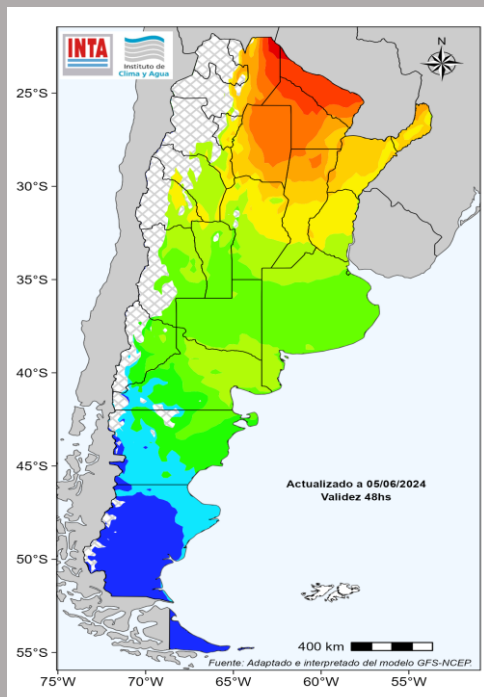 INTA
Instituto de
Clima y Agua
N
25°S
30°S
35°S
40°S
45°S
50°S
55°S
Actualizado a 05/06/2024
Validez 48hs
400 km
Fuente: Adaptado e interpretado del modelo GFS-NCEP.
75°W
70°W
65°W
60°W
55°W